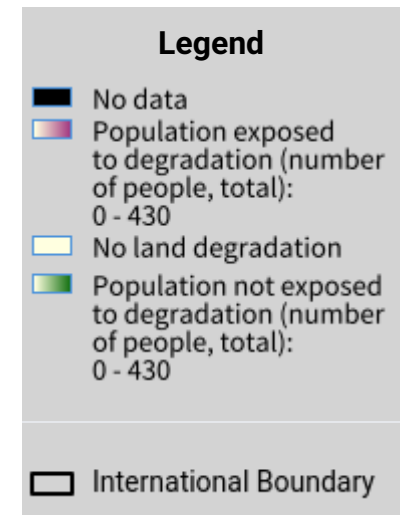 Legend
No data
Population exposed
to degradation (number
of people, total):
0 - 430
No land degradation
Population not exposed
to degradation (number
of people, total):
0 - 430
International Boundary